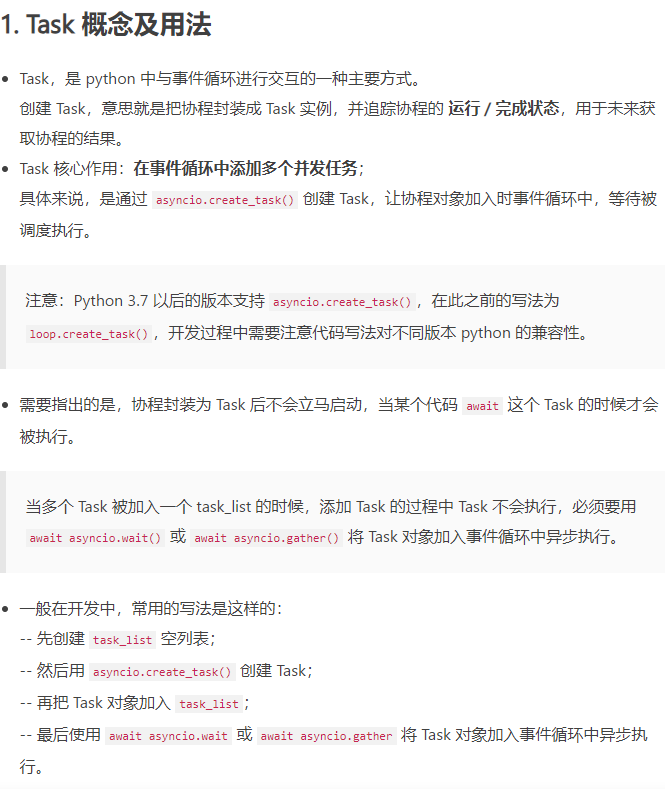 1. Task 概念及用法
Task，是 python 中与事件循环进行交互的一种主要方式。
创建 Task，意思就是把协程封装成 Task 实例，并追踪协程的 运行 / 完成状态，用于未来获
取协程的结果。
Task 核心作用：在事件循环中添加多个并发任务；
具体来说，是通过 asyncio.create_task() 创建 Task，让协程对象加入时事件循环中，等待被
调度执行。
注意：Python 3.7 以后的版本支持 asyncio.create_task()，在此之前的写法为
loop.create_task()，开发过程中需要注意代码写法对不同版本 python 的兼容性。
需要指出的是，协程封装为 Task 后不会立马启动，当某个代码 await 这个 Task 的时候才会
被执行。
当多个 Task 被加入一个 task_list 的时候，添加 Task 的过程中 Task 不会执行，必须要用
await asyncio.wait() 或 await asyncio.gather() 将 Task 对象加入事件循环中异步执行。
一般在开发中，常用的写法是这样的：
-- 先创建 task_list 空列表；
-- 然后用 asyncio.create_task() 创建 Task；
-- 再把 Task 对象加入 task_list；
-- 最后使用 await asyncio.wait 或 await asyncio.gather 将 Task 对象加入事件循环中异步执
行。